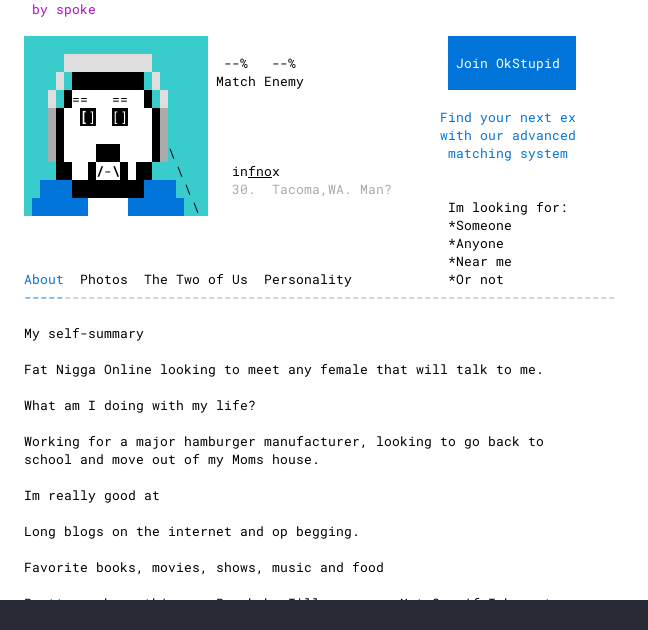 by spoke
--% --%
Match Enemy
Join OkStupid
Find your next ex
with our advanced
matching system
infnox
30. Tacoma,WA. Man?
Im looking for:
*Someone
*Anyone
*Near me
*Or not
About Photos The Two of Us Personality
My self-summary
Fat Nigga Online looking to meet any female that will talk to me.
What am I doing with my life?
Working for a major hamburger manufacturer, looking to go back to
school and move out of my Moms house.
Im really good at
Long blogs on the internet and op begging.
Favorite books, movies, shows, music and food